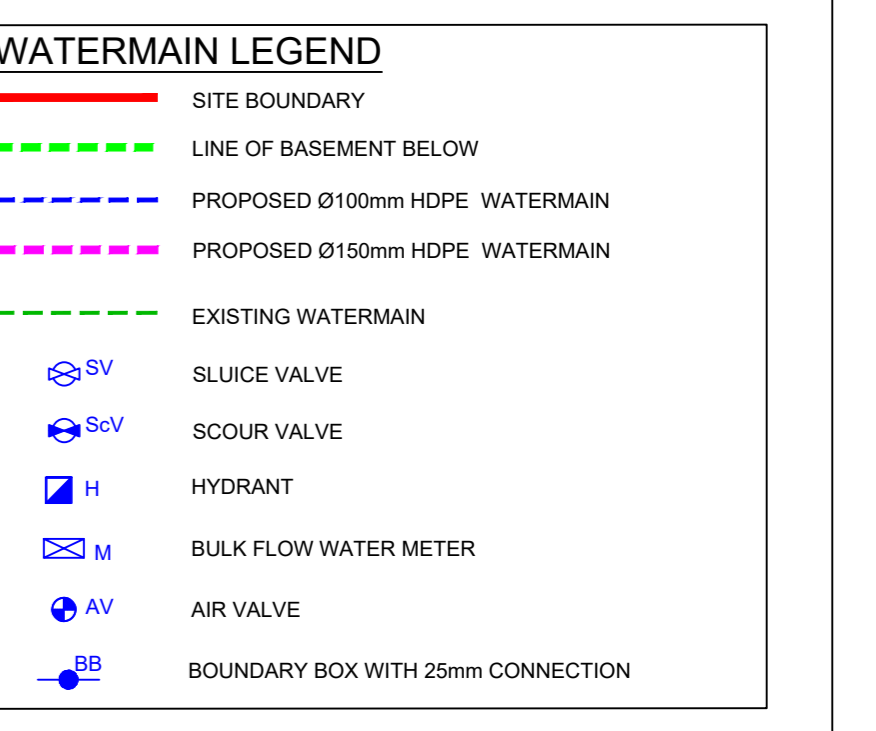 WATERMAIN LEGEND
SITE BOUNDARY
LINE OF BASEMENT BELOW
PROPOSED Ø100mm HDPE WATERMAIN
PROPOSED Ø150mm HDPE WATERMAIN
EXISTING WATERMAIN
SV SLUICE VALVE
ScV SCOUR VALVE
H HYDRANT
M BULK FLOW WATER METER
AV AIR VALVE
BB BOUNDARY BOX WITH 25mm CONNECTION